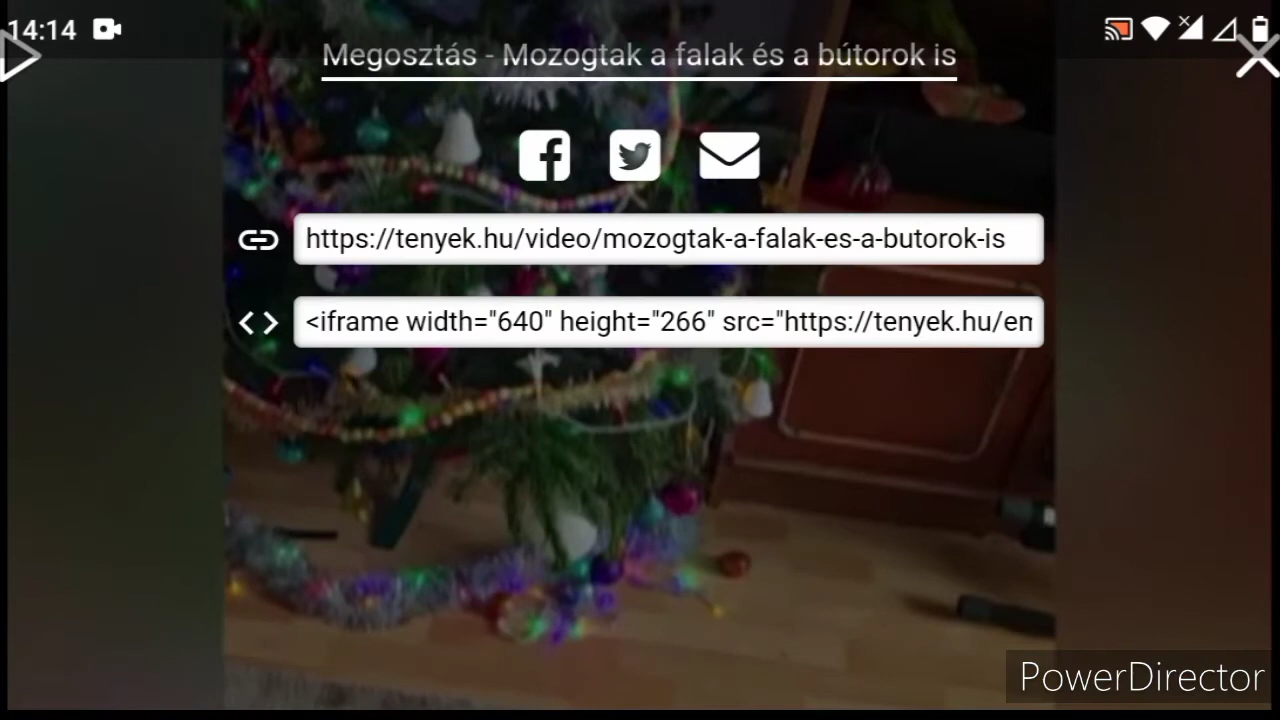 14:14
Megosztás - Mozogtak a falak és a bútorok is
https://tenyek.hu/video/mozogtak-a-falak-es-a-butorok-is
<iframe width="640" height="266" src="https://tenyek.hu/en
PowerDirector